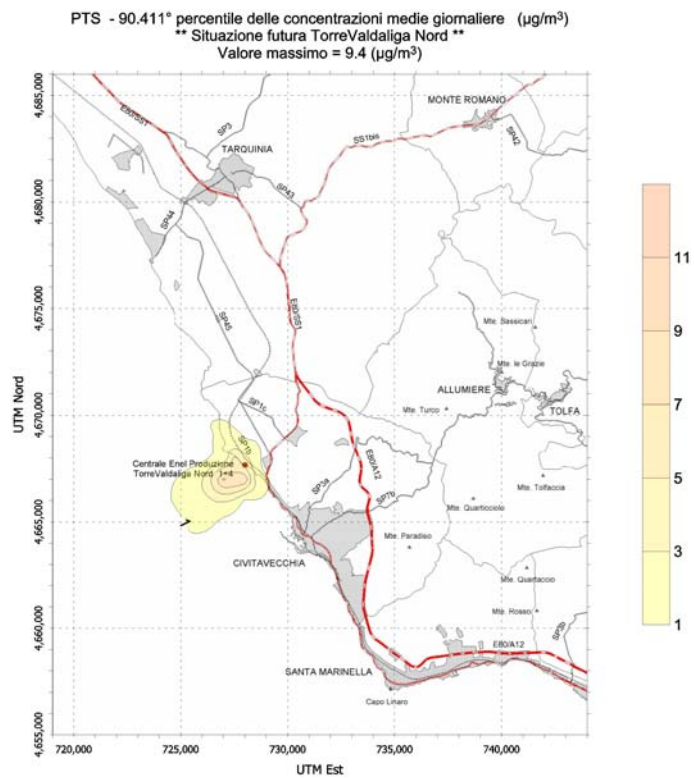 PTS - 90.411° percentile delle concentrazioni medie giornaliere (µg/m³)
** Situazione futura TorreValdaliga Nord **
Valore massimo = 9.4 (µg/m³)
4,685,000
4,680,000
4,675,000
4,670,000
4,665,000
4,660,000
4,655,000
UTM Nord
E80/SS1
SP3
TARQUINIA
MONTE ROMANO
SS1bis
SP42
SP43
SP44
SP45
E80/SS1
Mte. Bassicari
Mte. le Grazie
ALLUMIERE
TOLFA
Mte. Turco
SP1c
SP1b
Centrale Enel Produzione
TorreValdaliga Nord 1÷4
E80/A12
SP3a
SP7b
Mte. Tolfaccia
Mte. Quarticciolo
Mte. Paradiso
CIVITAVECCHIA
Mte. Quartaccio
Mte. Rosso
SP3b
E80/A12
SANTA MARINELLA
Capo Linaro
720,000
725,000
730,000
735,000
740,000
UTM Est
11
9
7
5
3
1